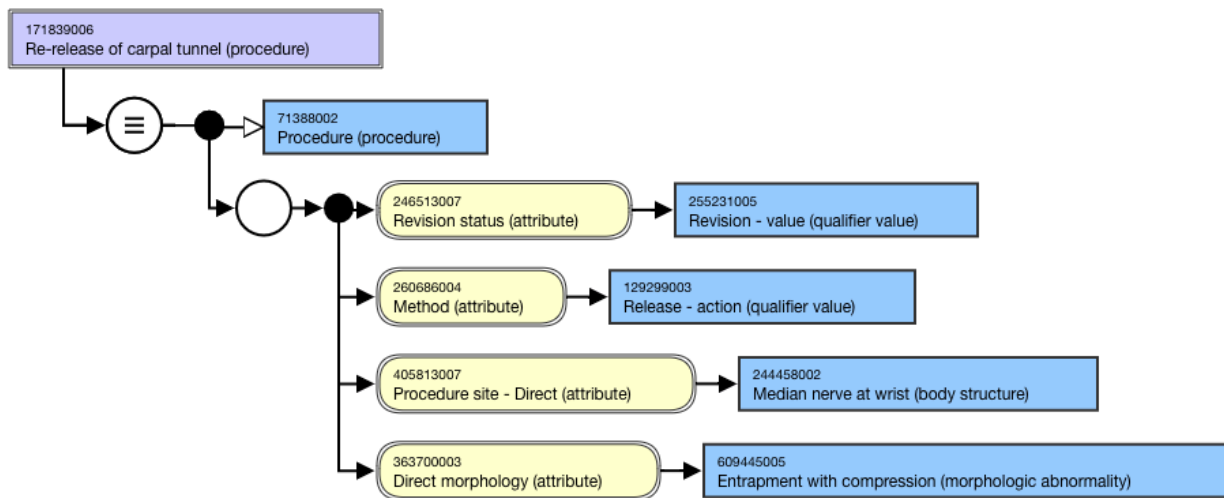 171839006
Re-release of carpal tunnel (procedure)
71388002
Procedure (procedure)
246513007
Revision status (attribute)
255231005
Revision - value (qualifier value)
260686004
Method (attribute)
129299003
Release - action (qualifier value)
405813007
Procedure site - Direct (attribute)
244458002
Median nerve at wrist (body structure)
363700003
Direct morphology (attribute)
609445005
Entrapment with compression (morphologic abnormality)